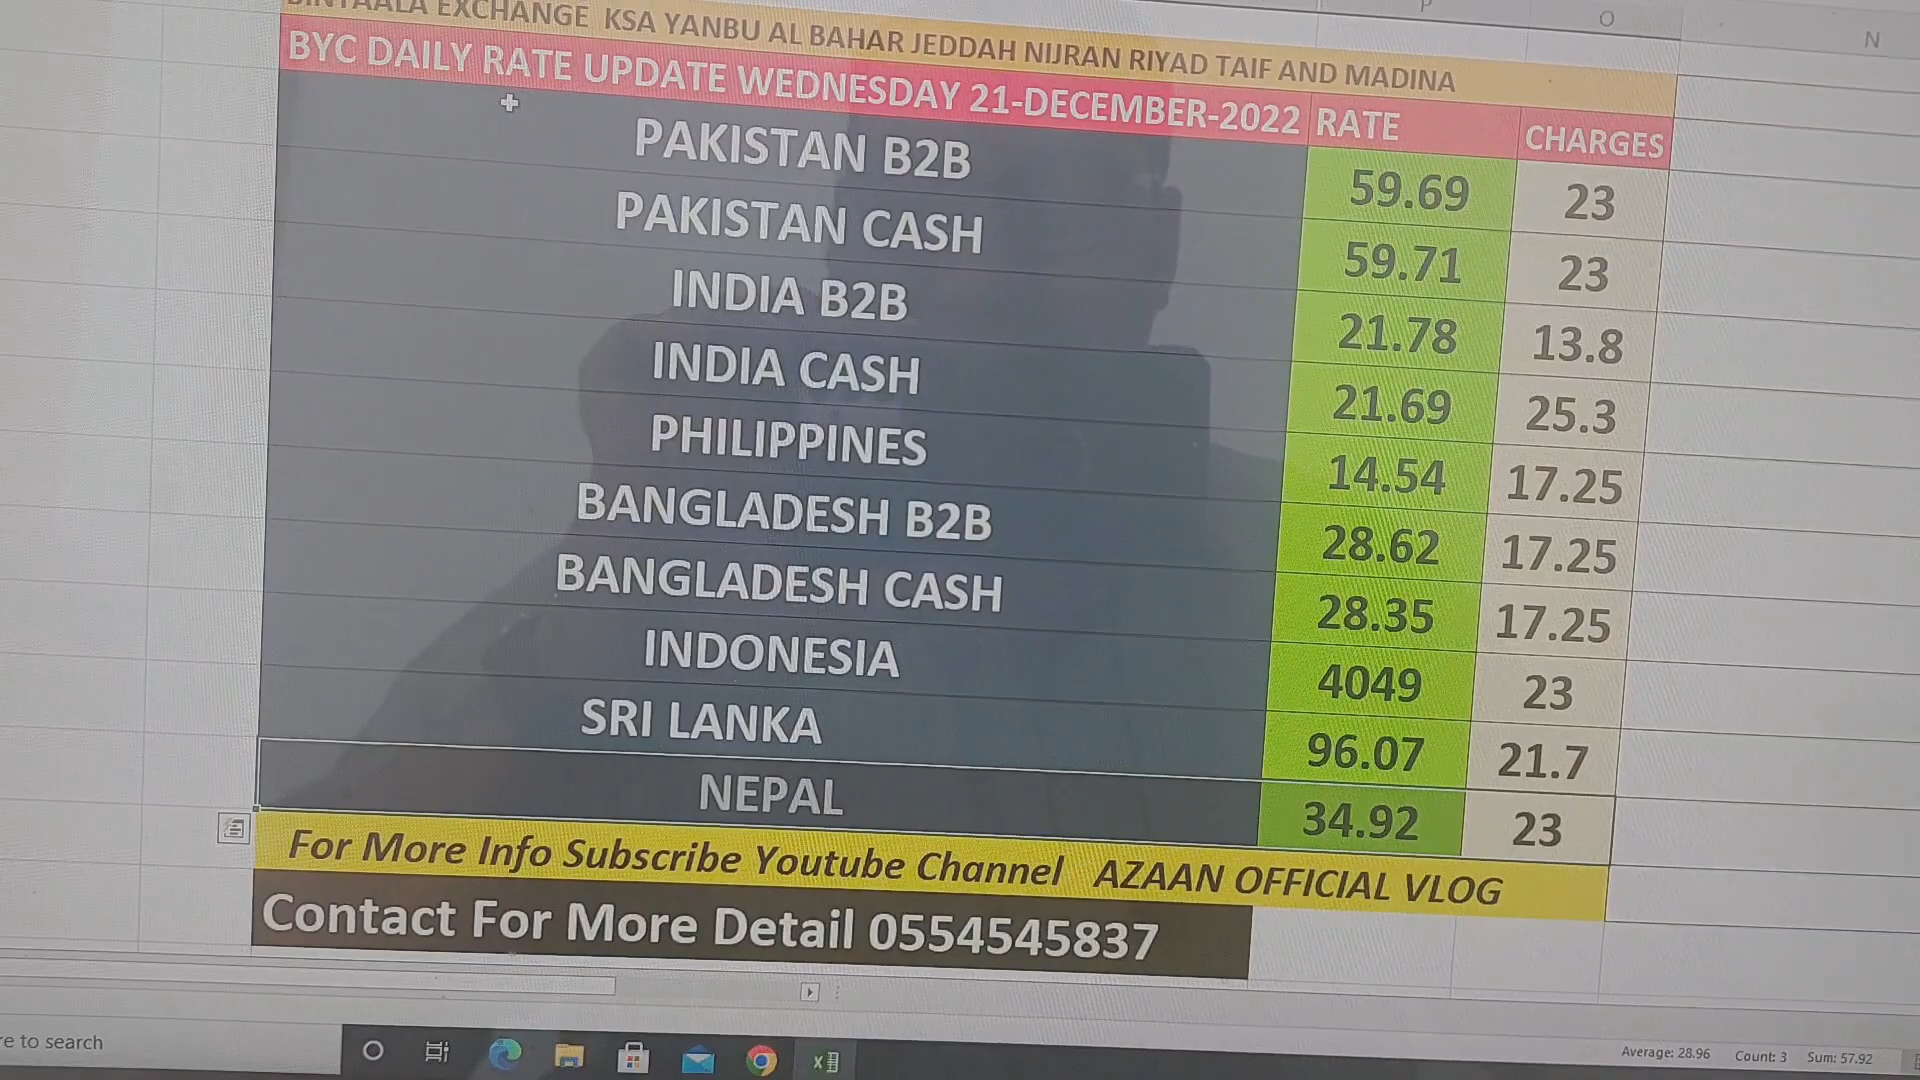 EXCHANGE KSA YANBU AL BAHAR JEDDAH NIJRAN RIYAD TAIF AND MADINA
BYC DAILY RATE UPDATE WEDNESDAY 21-DECEMBER-2022 RATE CHARGES
PAKISTAN B2B 59.69 23
PAKISTAN CASH 59.71 23
INDIA B2B 21.78 13.8
INDIA CASH 21.69 25.3
PHILIPPINES 14.54 17.25
BANGLADESH B2B 28.62 17.25
BANGLADESH CASH 28.35 17.25
INDONESIA 4049 23
SRI LANKA 96.07 21.7
NEPAL 34.92 23
For More Info Subscribe Youtube Channel AZAAN OFFICIAL VLOG
Contact For More Detail 0554545837
P O N
re to search
Average: 28.96 Count: 3 Sum: 57.92